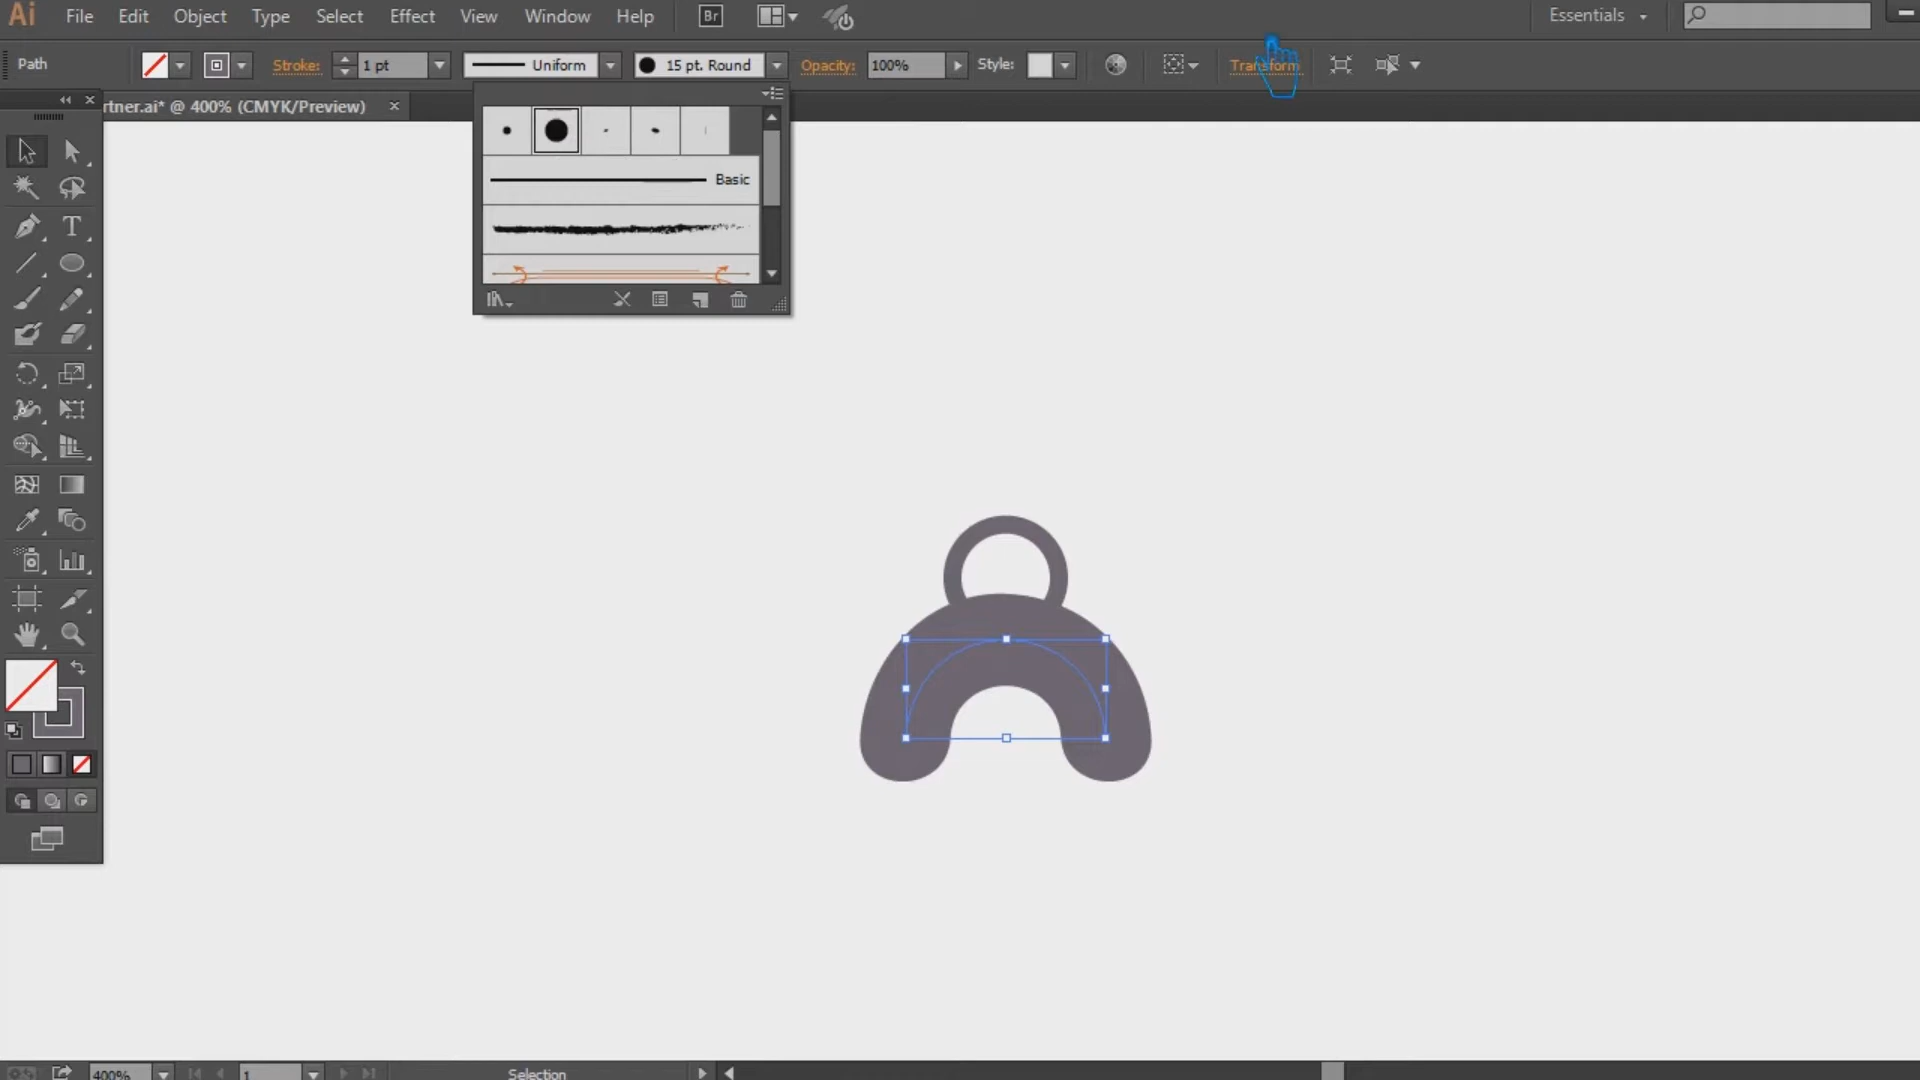 Ai File Edit Object Type Select Effect View Window Help Br Essentials
Path Stroke: 1 pt Uniform 15 pt. Round Opacity: 100% Style: Transform
rtner.ai* @ 400% (CMYK/Preview)
Basic
T
400% 1 Selection